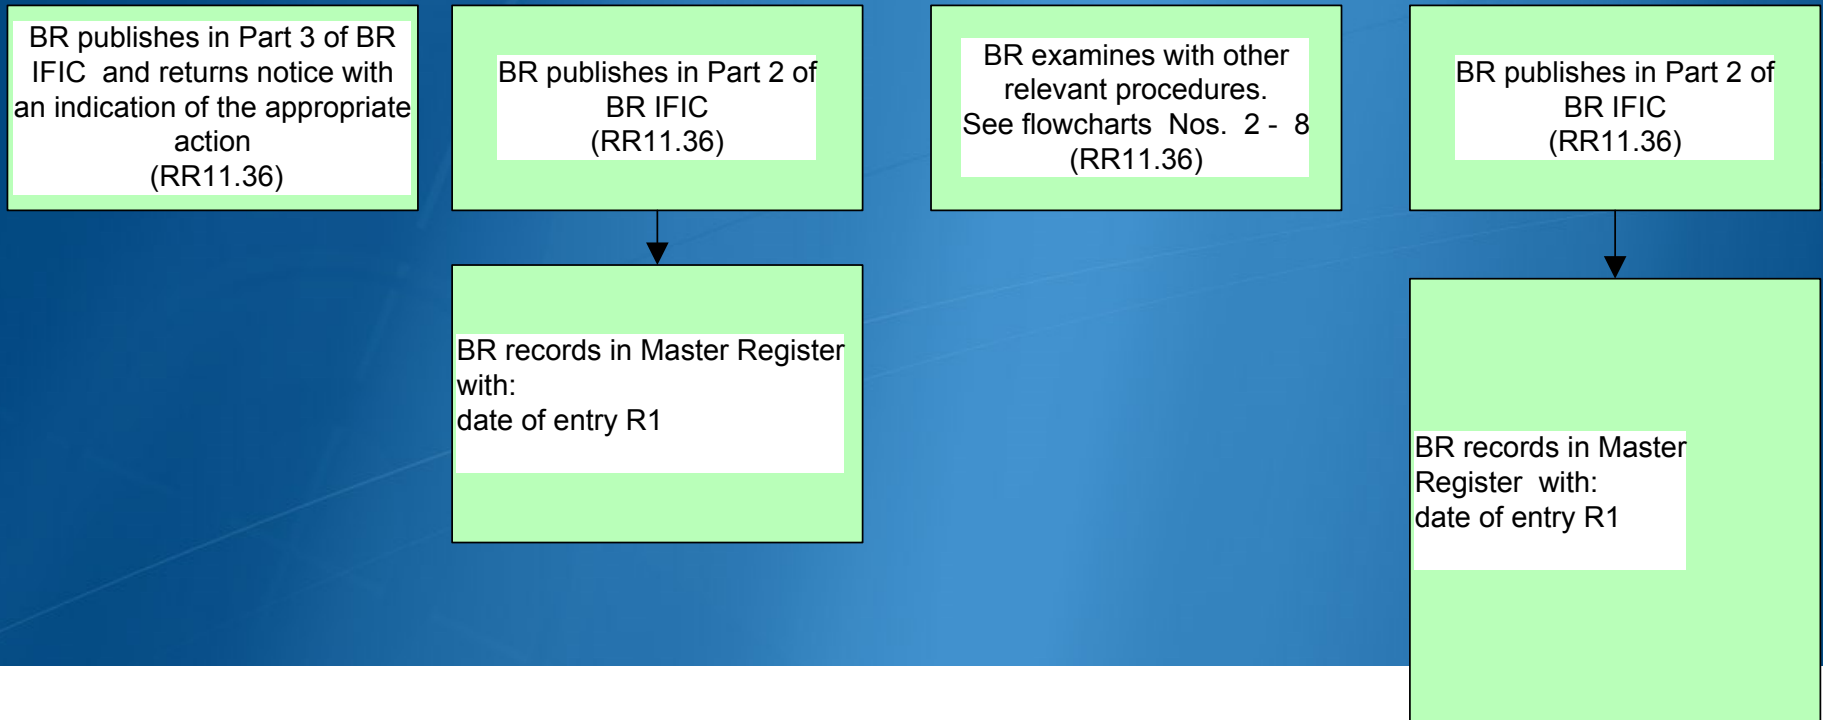 BR publishes in Part 3 of BR
IFIC and returns notice with
an indication of the appropriate
action
(RR11.36)
BR publishes in Part 2 of
BR IFIC
(RR11.36)
BR examines with other
relevant procedures.
See flowcharts Nos. 2 - 8
(RR11.36)
BR publishes in Part 2 of
BR IFIC
(RR11.36)
BR records in Master Register
with:
date of entry R1
BR records in Master
Register with:
date of entry R1